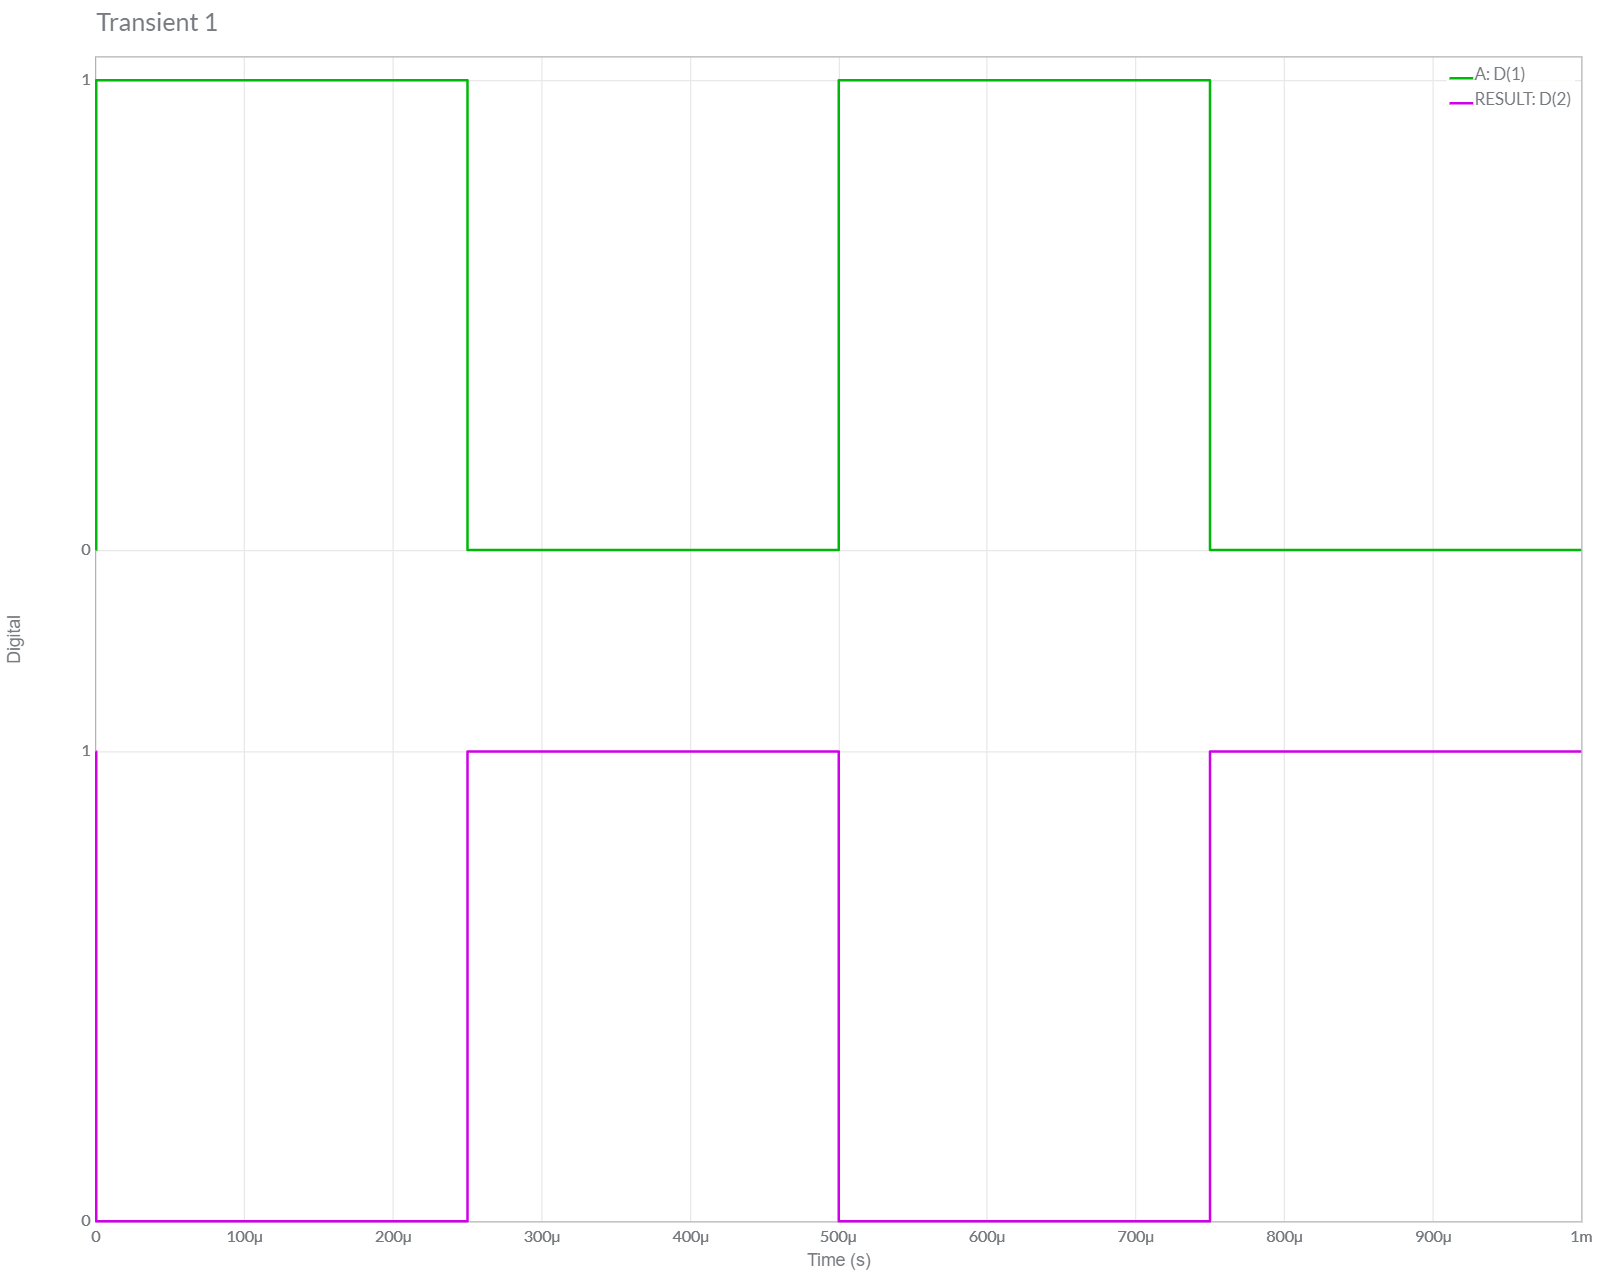 Transient 1
A: D(1)
RESULT: D(2)
1
0
Digital
1
0
0 100µ 200µ 300µ 400µ 500µ 600µ 700µ 800µ 900µ 1m
Time (s)